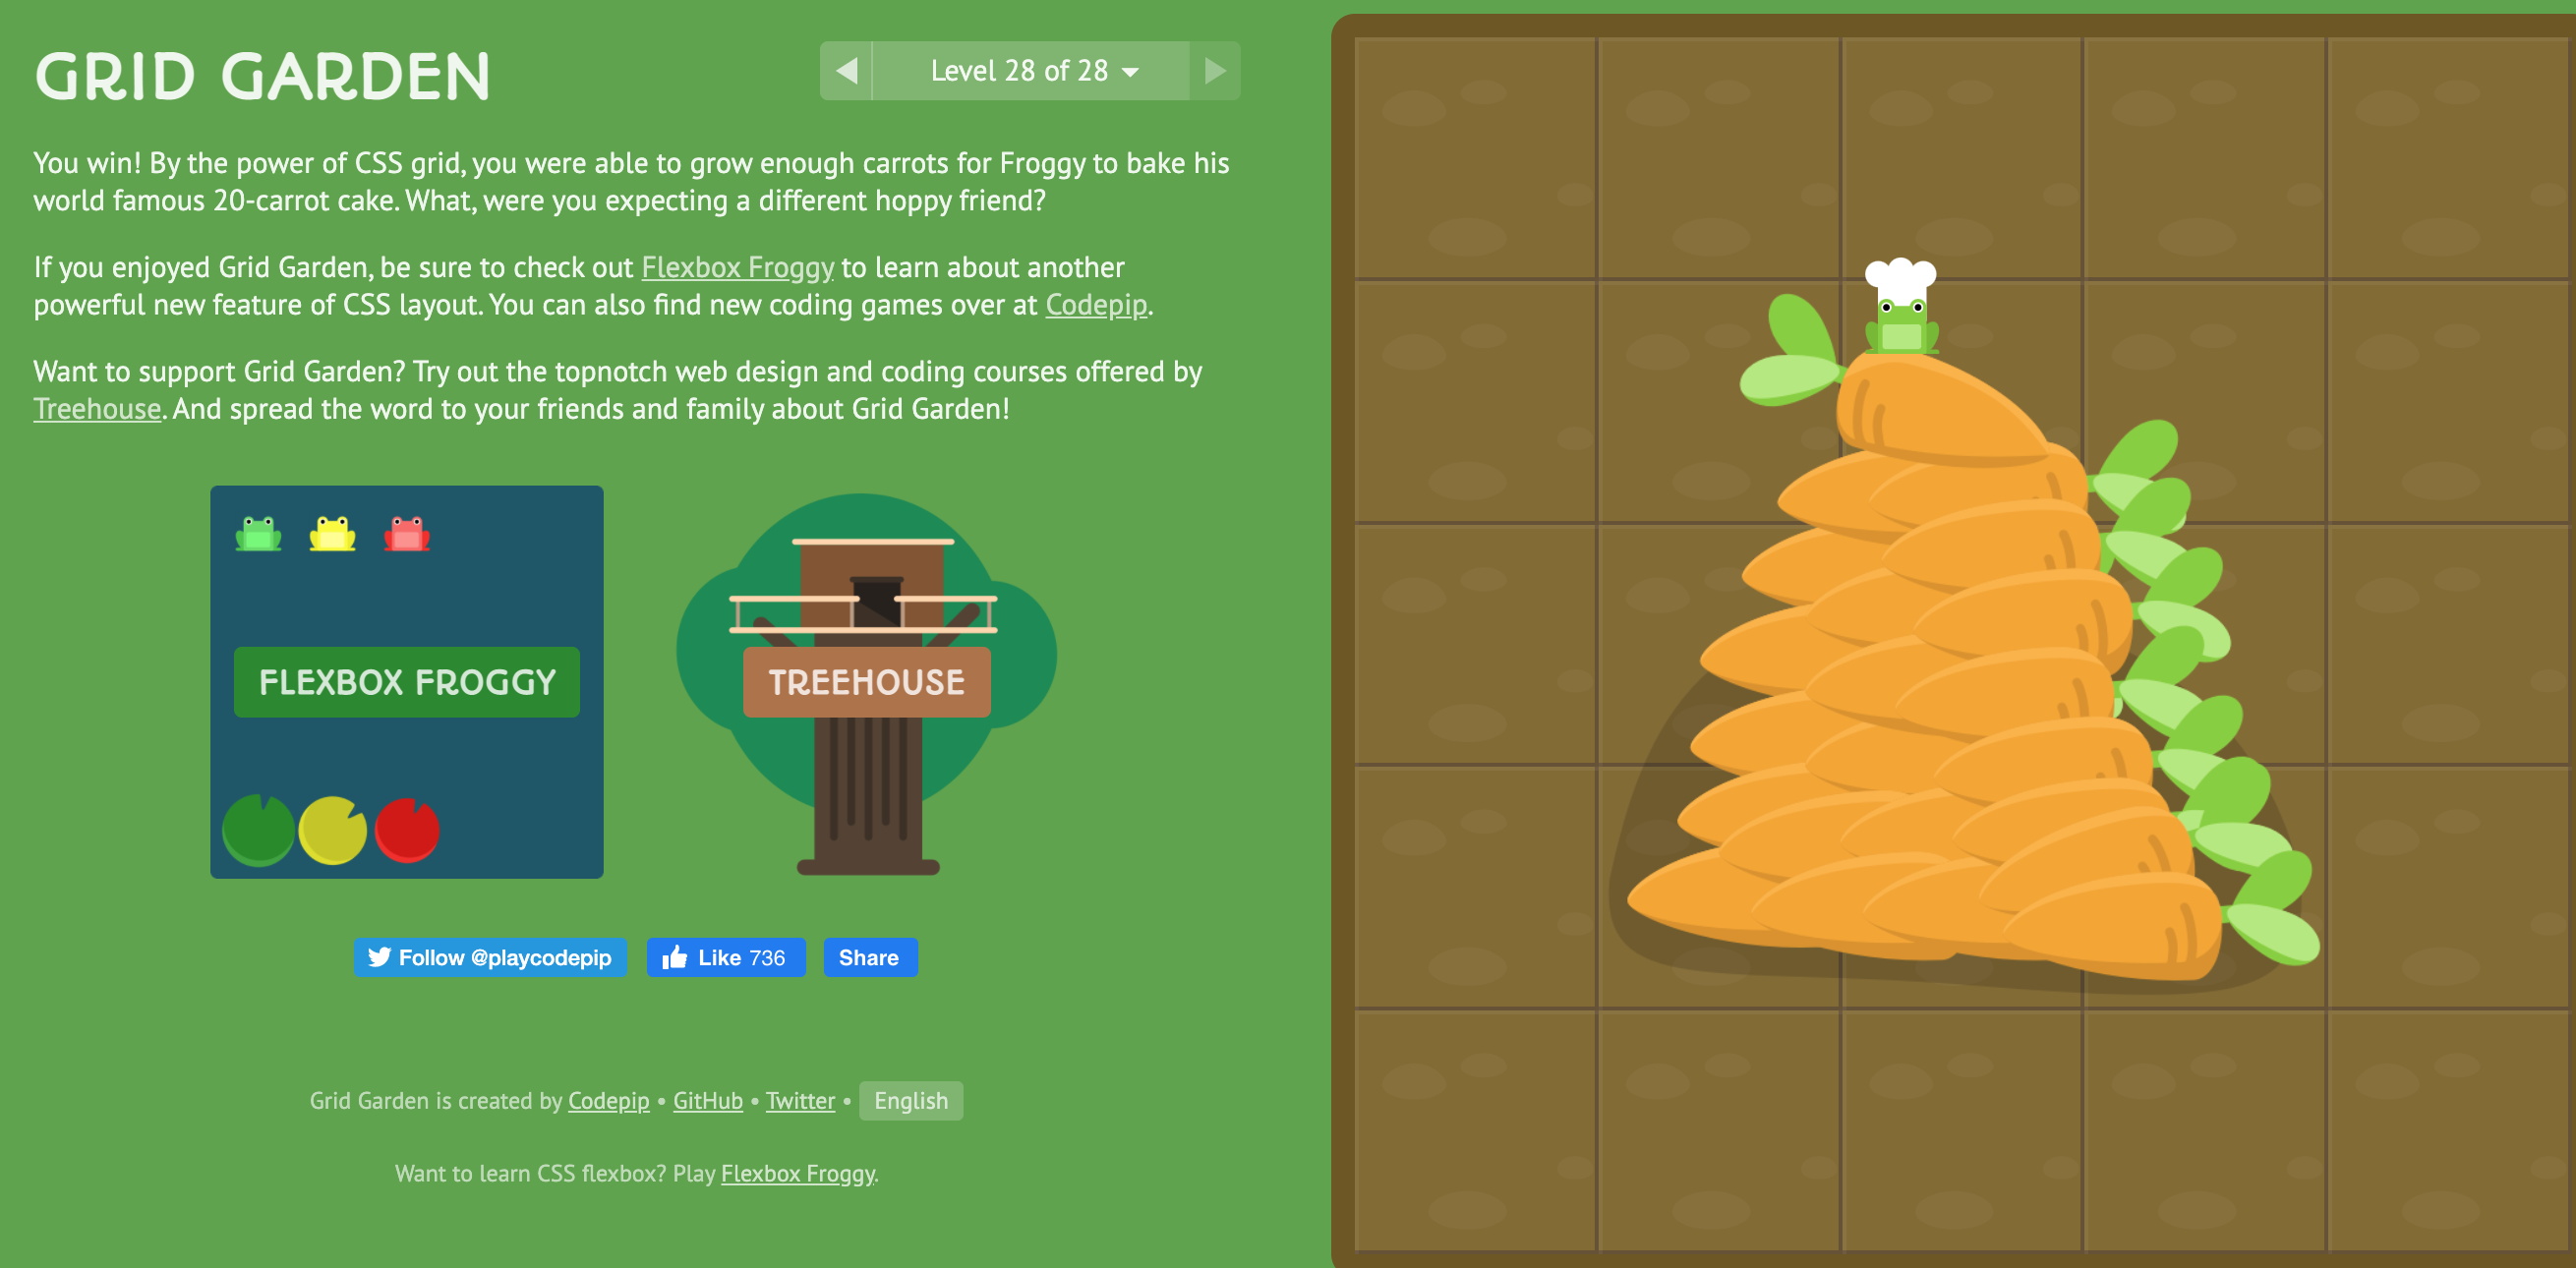 GRID GARDEN
Level 28 of 28
You win! By the power of CSS grid, you were able to grow enough carrots for Froggy to bake his
world famous 20-carrot cake. What, were you expecting a different hoppy friend?
If you enjoyed Grid Garden, be sure to check out Flexbox Froggy to learn about another
powerful new feature of CSS layout. You can also find new coding games over at Codepip.
Want to support Grid Garden? Try out the topnotch web design and coding courses offered by
Treehouse. And spread the word to your friends and family about Grid Garden!
FLEXBOX FROGGY
TREEHOUSE
Follow @playcodepip
Like 736
Share
Grid Garden is created by Codepip • GitHub • Twitter • English
Want to learn CSS flexbox? Play Flexbox Froggy.